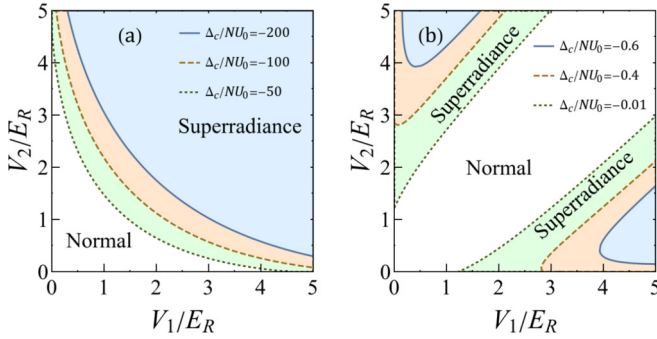 (a)
Δc/NU0=−200
Δc/NU0=−100
Δc/NU0=−50
Superradiance
Normal
V2/ER
5
4
3
2
1
0
0 1 2 3 4 5
V1/ER
(b)
Δc/NU0=−0.6
Δc/NU0=−0.4
Δc/NU0=−0.01
Superradiance
Normal
Superradiance
V2/ER
5
4
3
2
1
0
0 1 2 3 4 5
V1/ER